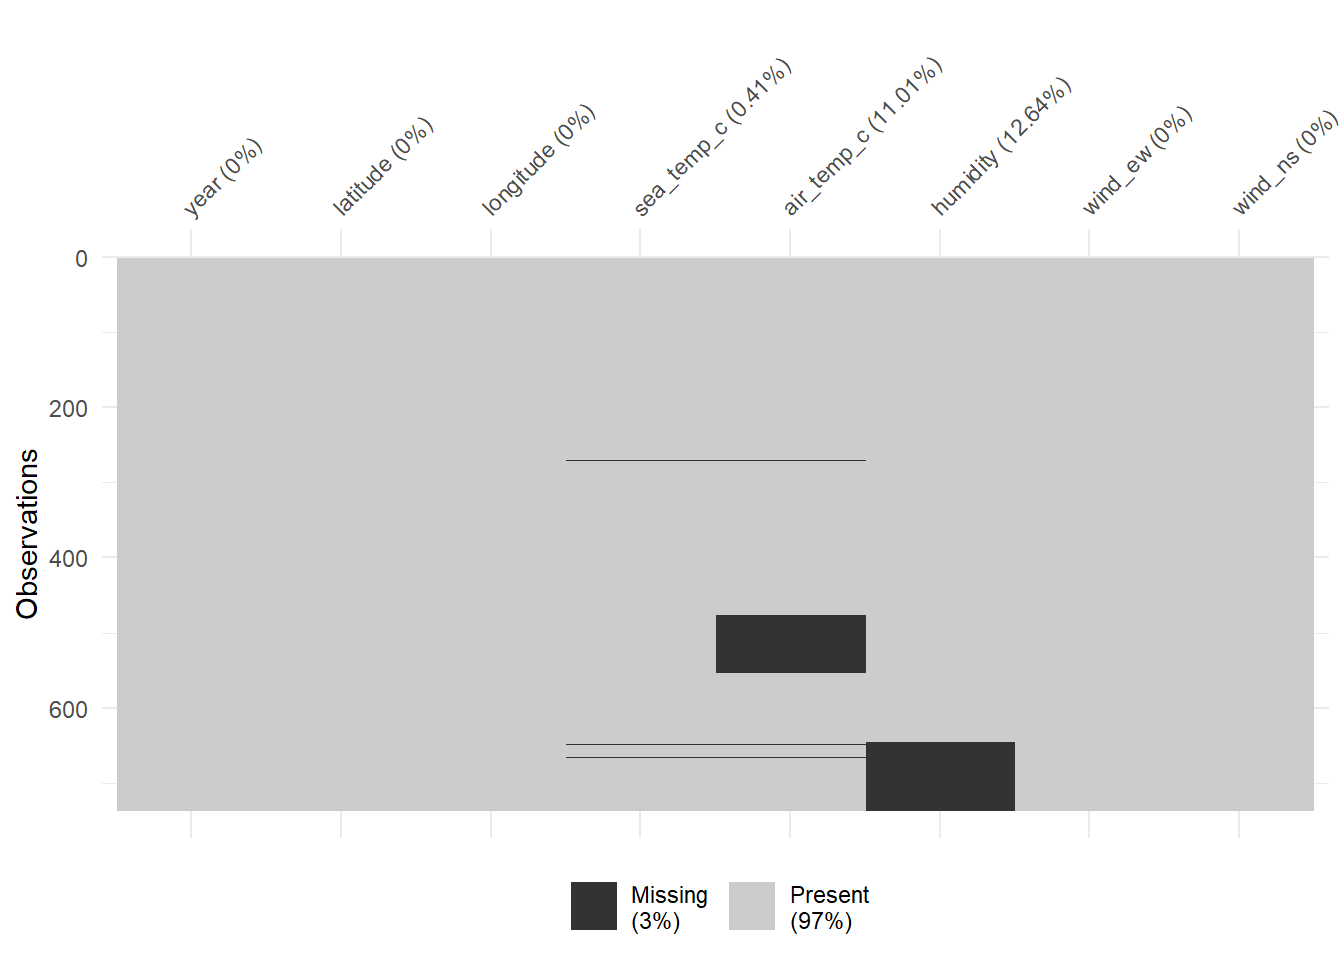 year (0%)
latitude (0%)
longitude (0%)
sea_temp_c (0.41%)
air_temp_c (11.01%)
humidity (12.64%)
wind_ew (0%)
wind_ns (0%)
0
200
400
600
Observations
Missing
(3%)
Present
(97%)